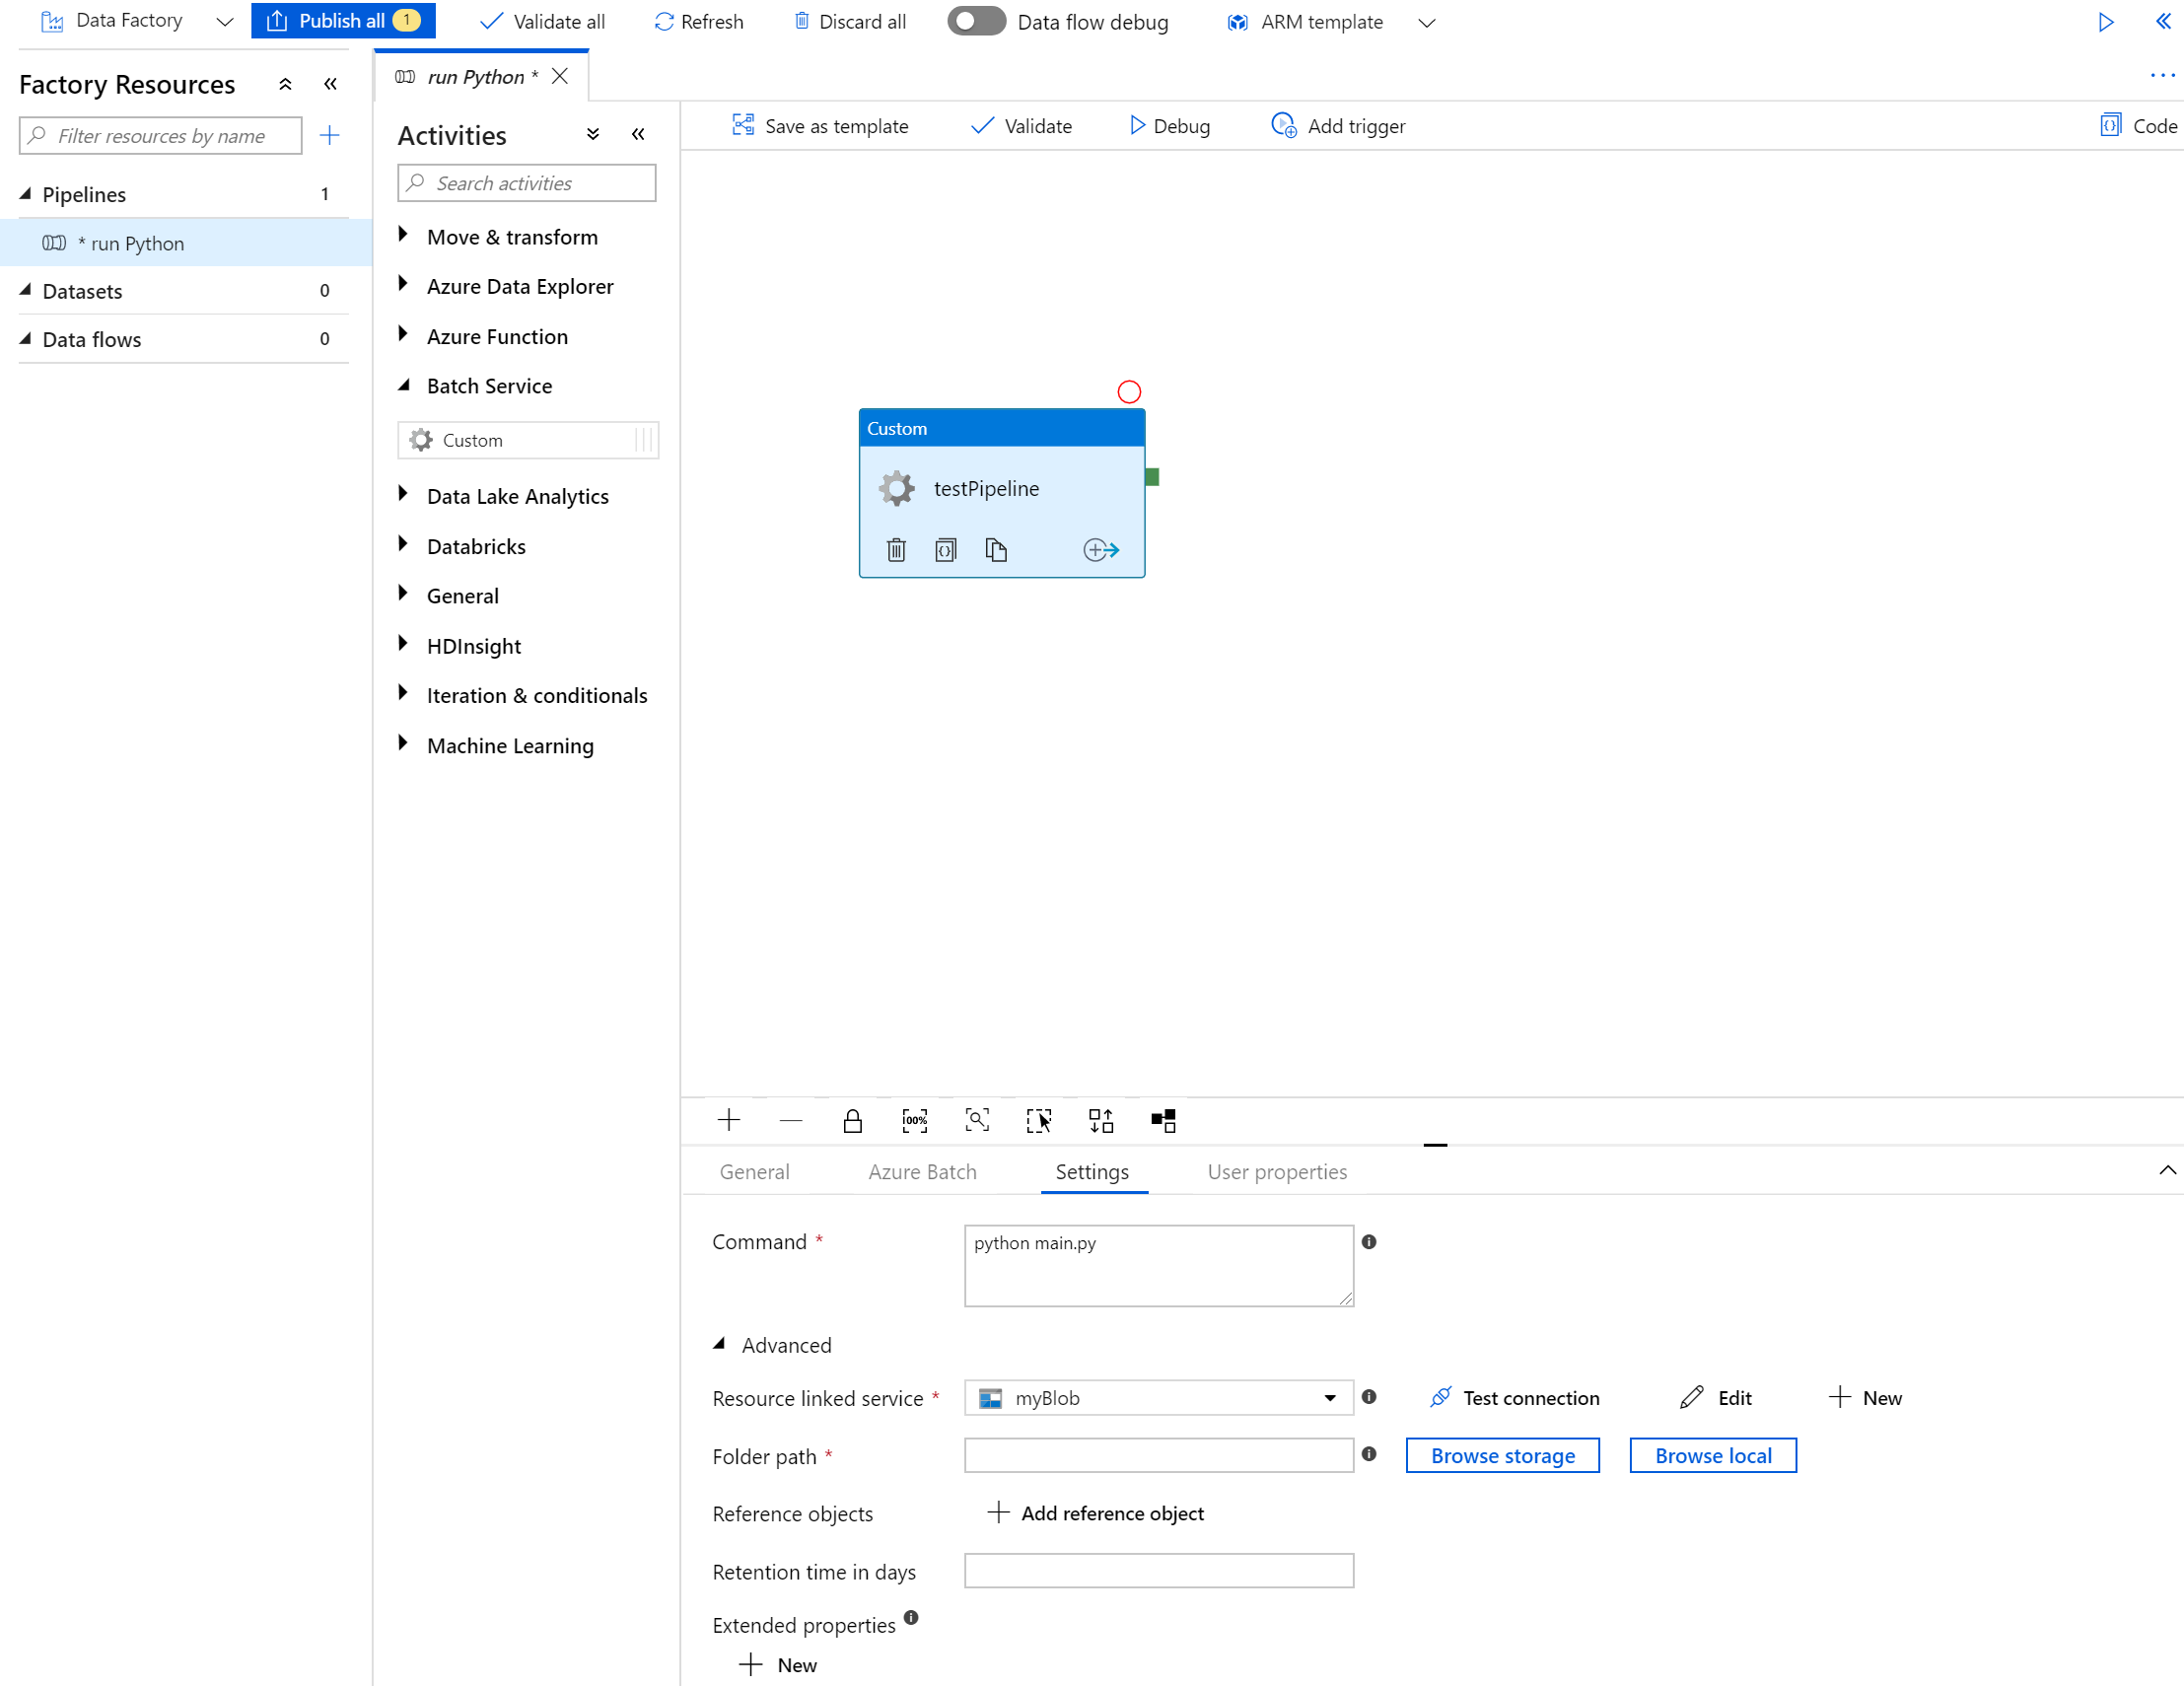 Data Factory
Publish all 1
Validate all
Refresh
Discard all
Data flow debug
ARM template
Factory Resources
Filter resources by name
Pipelines 1
* run Python
Datasets 0
Data flows 0
run Python *
Activities
Search activities
Move & transform
Azure Data Explorer
Azure Function
Batch Service
Custom
Data Lake Analytics
Databricks
General
HDInsight
Iteration & conditionals
Machine Learning
Save as template
Validate
Debug
Add trigger
Code
Custom
testPipeline
100%
General
Azure Batch
Settings
User properties
Command *
python main.py
Advanced
Resource linked service *
myBlob
Test connection
Edit
New
Folder path *
Browse storage
Browse local
Reference objects
Add reference object
Retention time in days
Extended properties
New